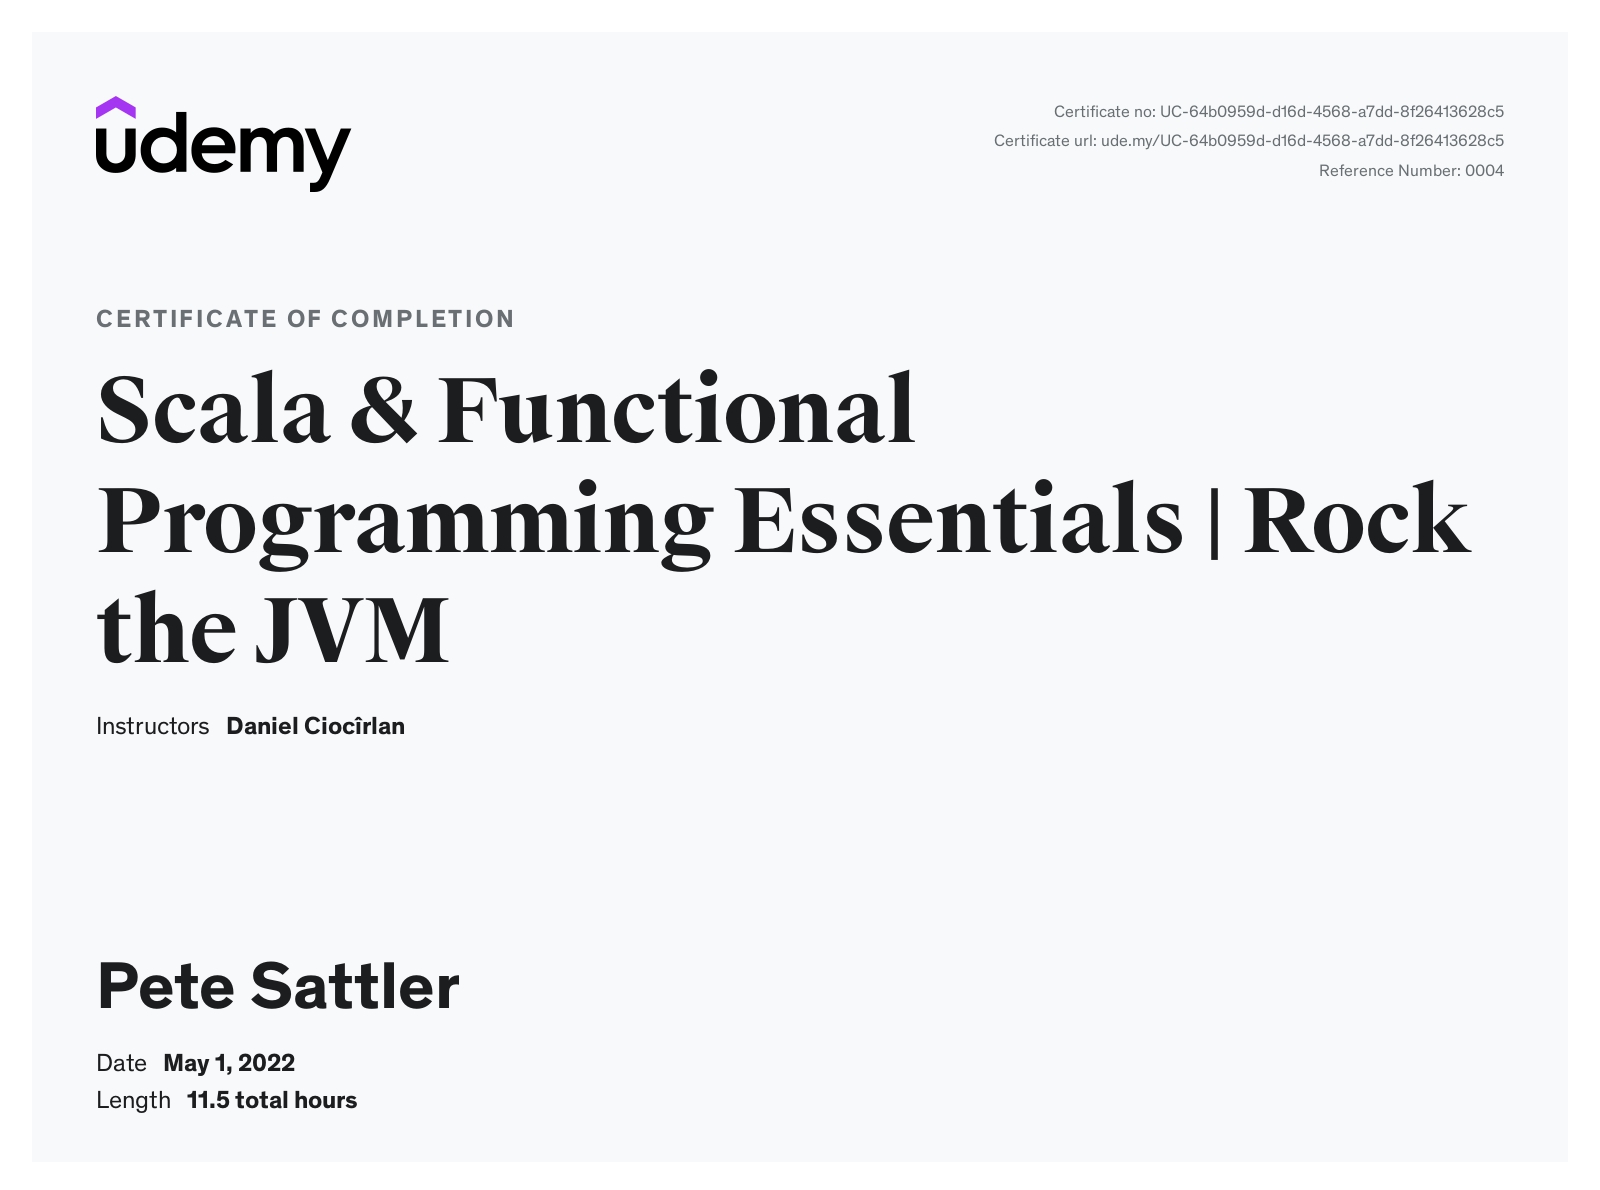 udemy
Certificate no: UC-64b0959d-d16d-4568-a7dd-8f26413628c5
Certificate url: ude.my/UC-64b0959d-d16d-4568-a7dd-8f26413628c5
Reference Number: 0004
CERTIFICATE OF COMPLETION
Scala & Functional
Programming Essentials | Rock
the JVM
Instructors Daniel Ciocîrlan
Pete Sattler
Date May 1, 2022
Length 11.5 total hours